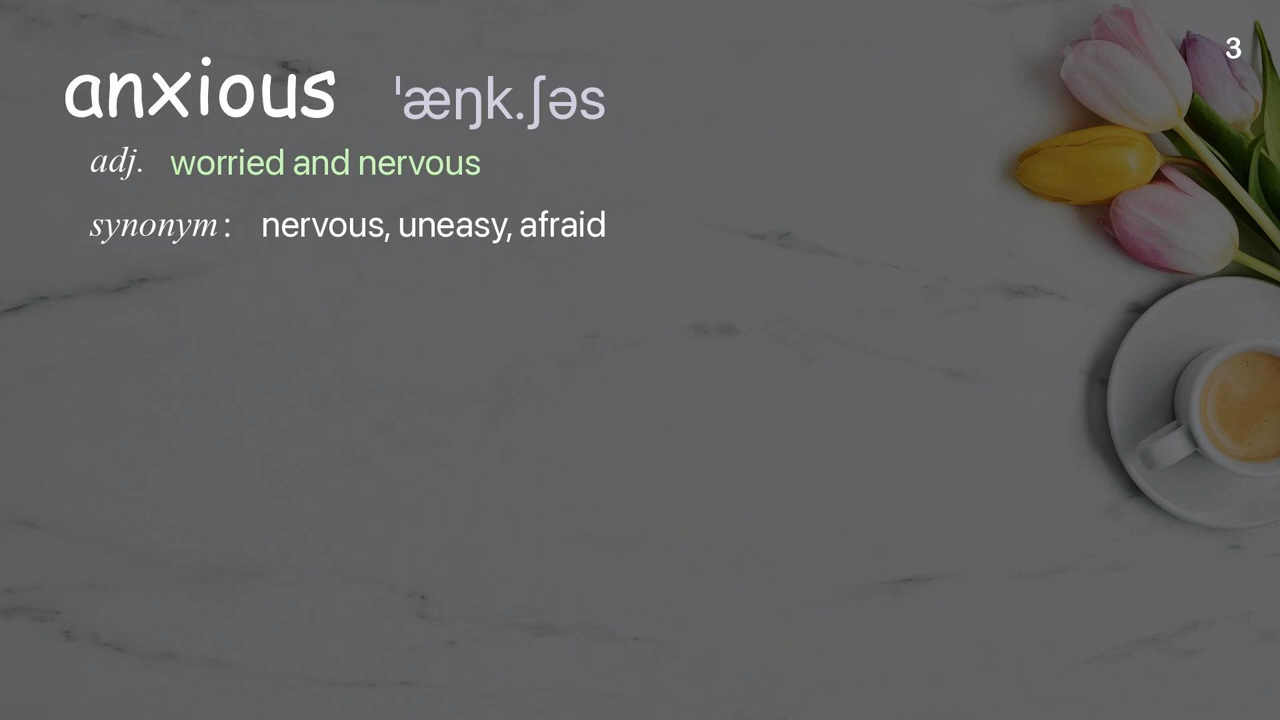 3
anxious ˈæŋk.ʃəs
adj. worried and nervous
synonym: nervous, uneasy, afraid